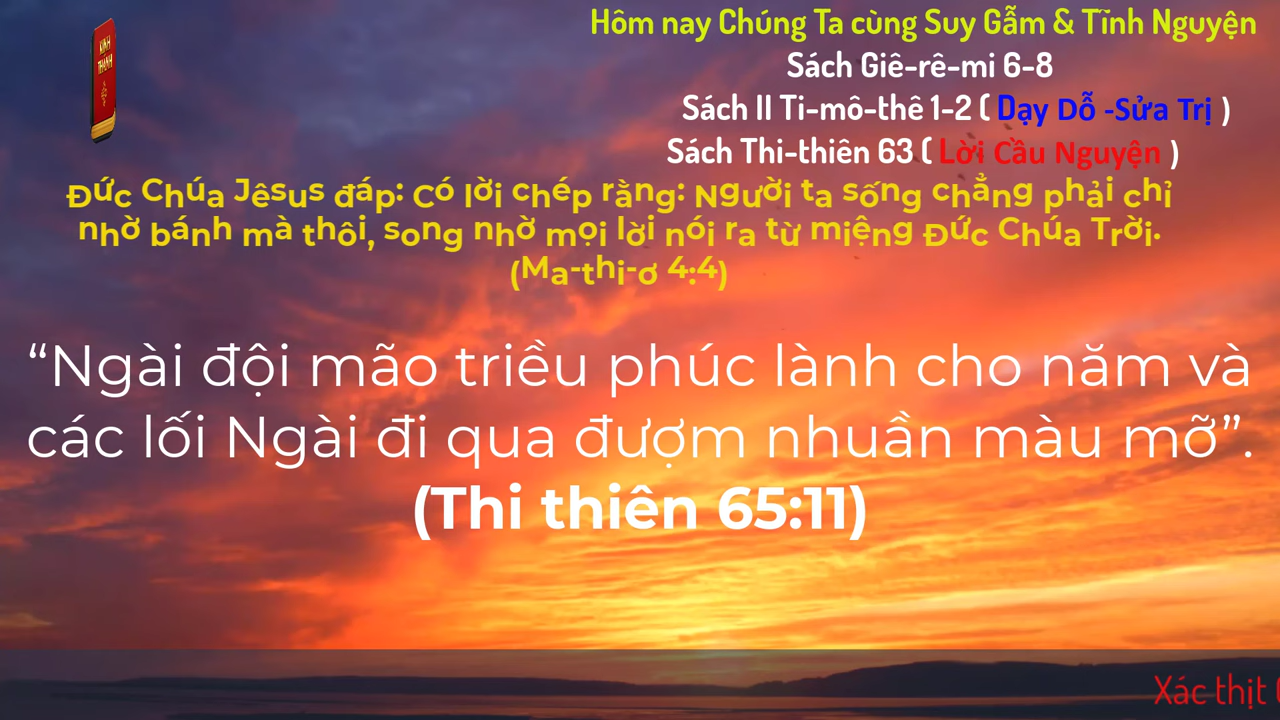 KINH
THÁNH
Hôm nay Chúng Ta cùng Suy Gẫm & Tĩnh Nguyện
Sách Giê-rê-mi 6-8
Sách II Ti-mô-thê 1-2 ( Dạy Dỗ -Sửa Trị )
Sách Thi-thiên 63 ( Lời Cầu Nguyện )
Đức Chúa Jêsus đáp: Có lời chép rằng: Người ta sống chẳng phải chỉ
nhờ bánh mà thôi, song nhờ mọi lời nói ra từ miệng Đức Chúa Trời.
(Ma-thi-ơ 4:4)
“Ngài đội mão triều phúc lành cho năm và
các lối Ngài đi qua đượm nhuần màu mỡ”.
(Thi thiên 65:11)
Xác thịt